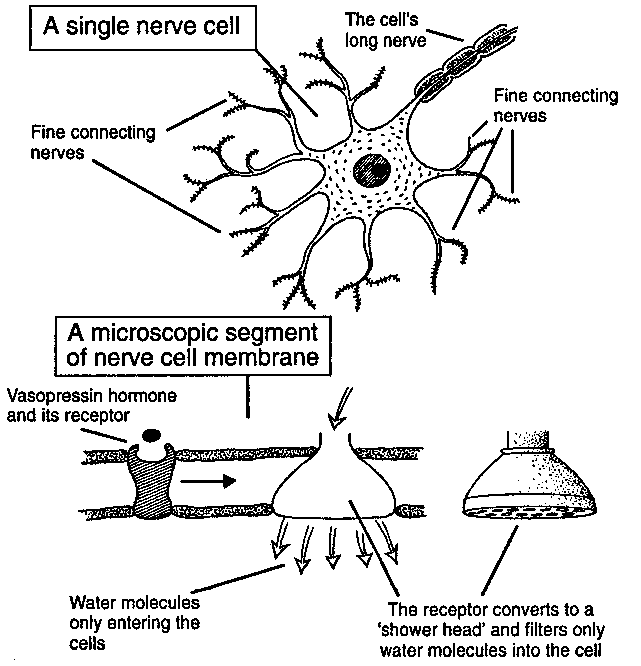 A single nerve cell
The cell's
long nerve
Fine connecting
nerves
Fine connecting
nerves
A microscopic segment
of nerve cell membrane
Vasopressin hormone
and its receptor
Water molecules
only entering the
cells
The receptor converts to a
'shower head' and filters only
water molecules into the cell